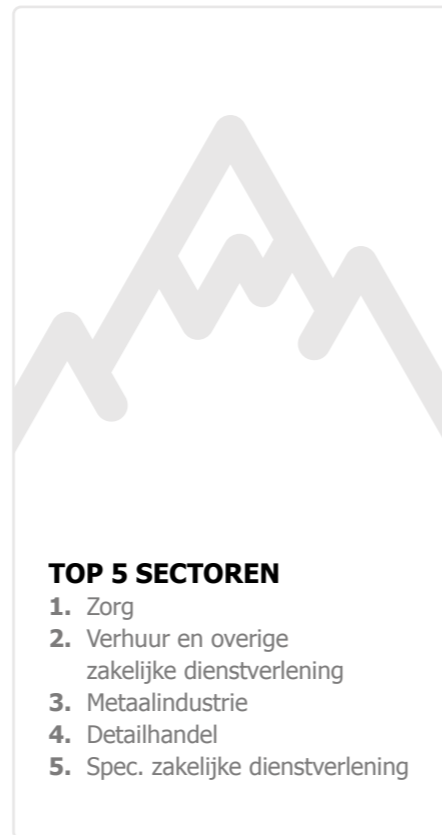 TOP 5 SECTOREN
1. Zorg
2. Verhuur en overige
zakelijke dienstverlening
3. Metaalindustrie
4. Detailhandel
5. Spec. zakelijke dienstverlening